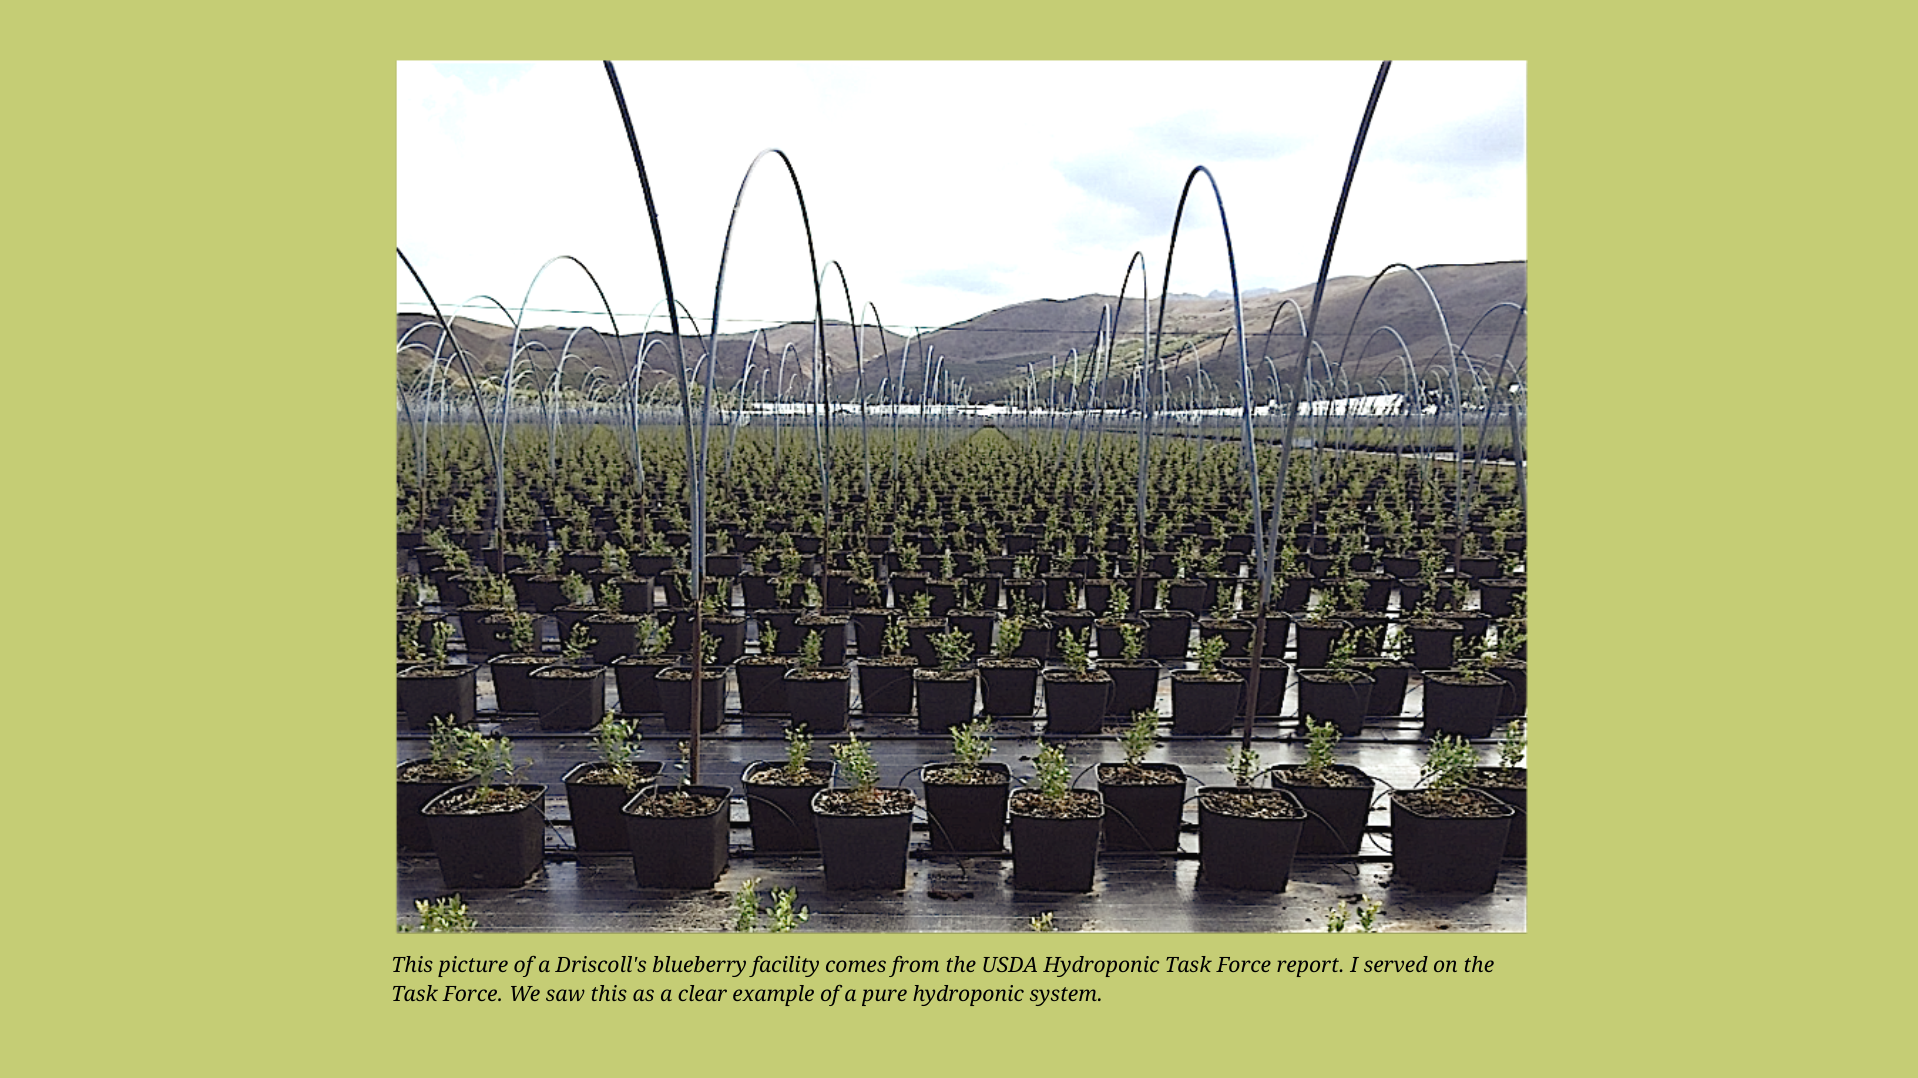 This picture of a Driscoll's blueberry facility comes from the USDA Hydroponic Task Force report. I served on the
Task Force. We saw this as a clear example of a pure hydroponic system.